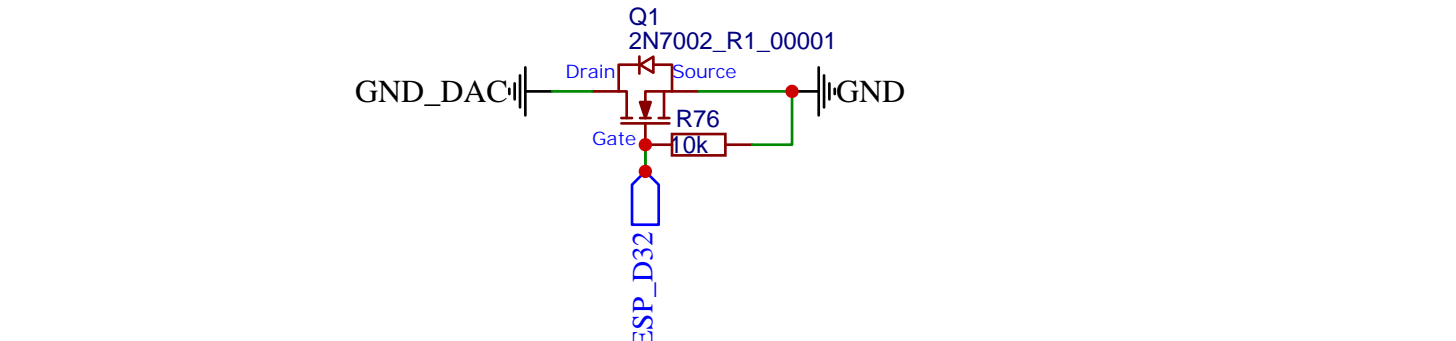 Q1
2N7002_R1_00001
Drain
Source
GND_DAC
GND
R76
Gate
10k
ESP_D32